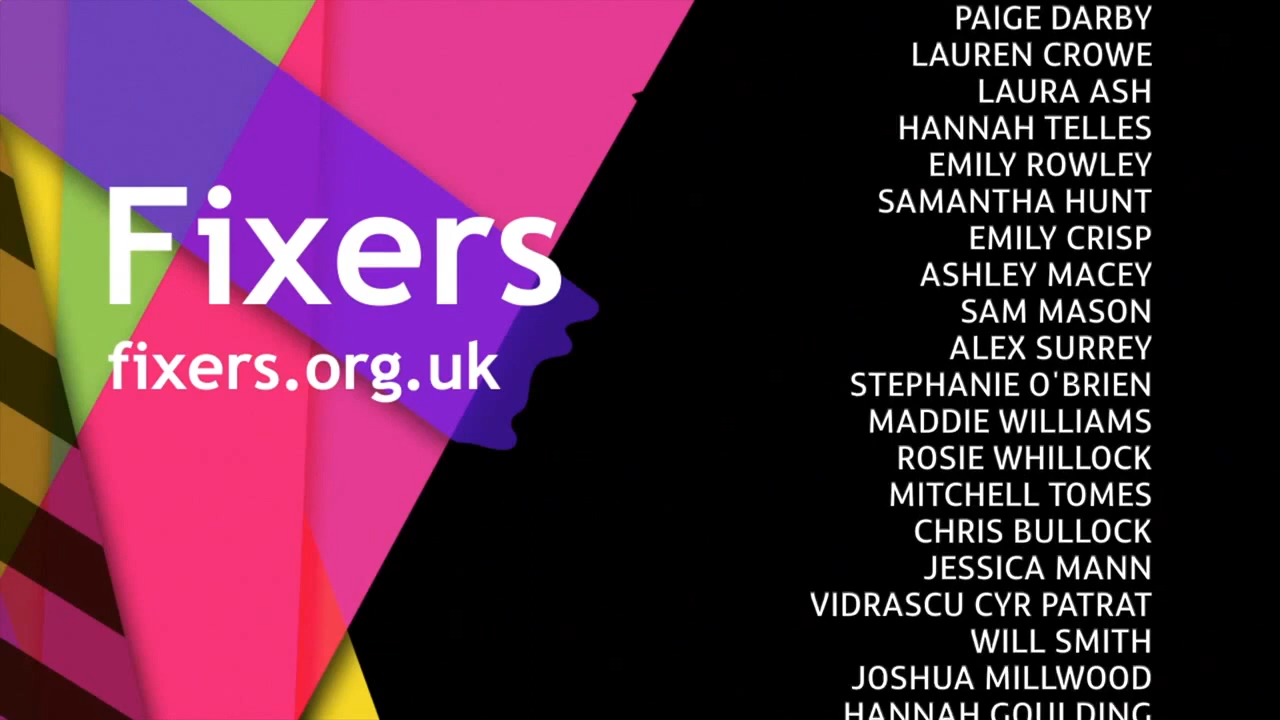 Fixers
fixers.org.uk
PAIGE DARBY
LAUREN CROWE
LAURA ASH
HANNAH TELLES
EMILY ROWLEY
SAMANTHA HUNT
EMILY CRISP
ASHLEY MACEY
SAM MASON
ALEX SURREY
STEPHANIE O'BRIEN
MADDIE WILLIAMS
ROSIE WHILLOCK
MITCHELL TOMES
CHRIS BULLOCK
JESSICA MANN
VIDRASCU CYR PATRAT
WILL SMITH
JOSHUA MILLWOOD
HANNAH GOULDING